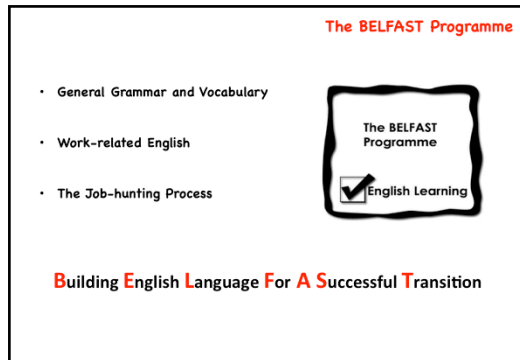 The BELFAST Programme
• General Grammar and Vocabulary
• Work-related English
• The Job-hunting Process
The BELFAST
Programme
English Learning
Building English Language For A Successful Transition